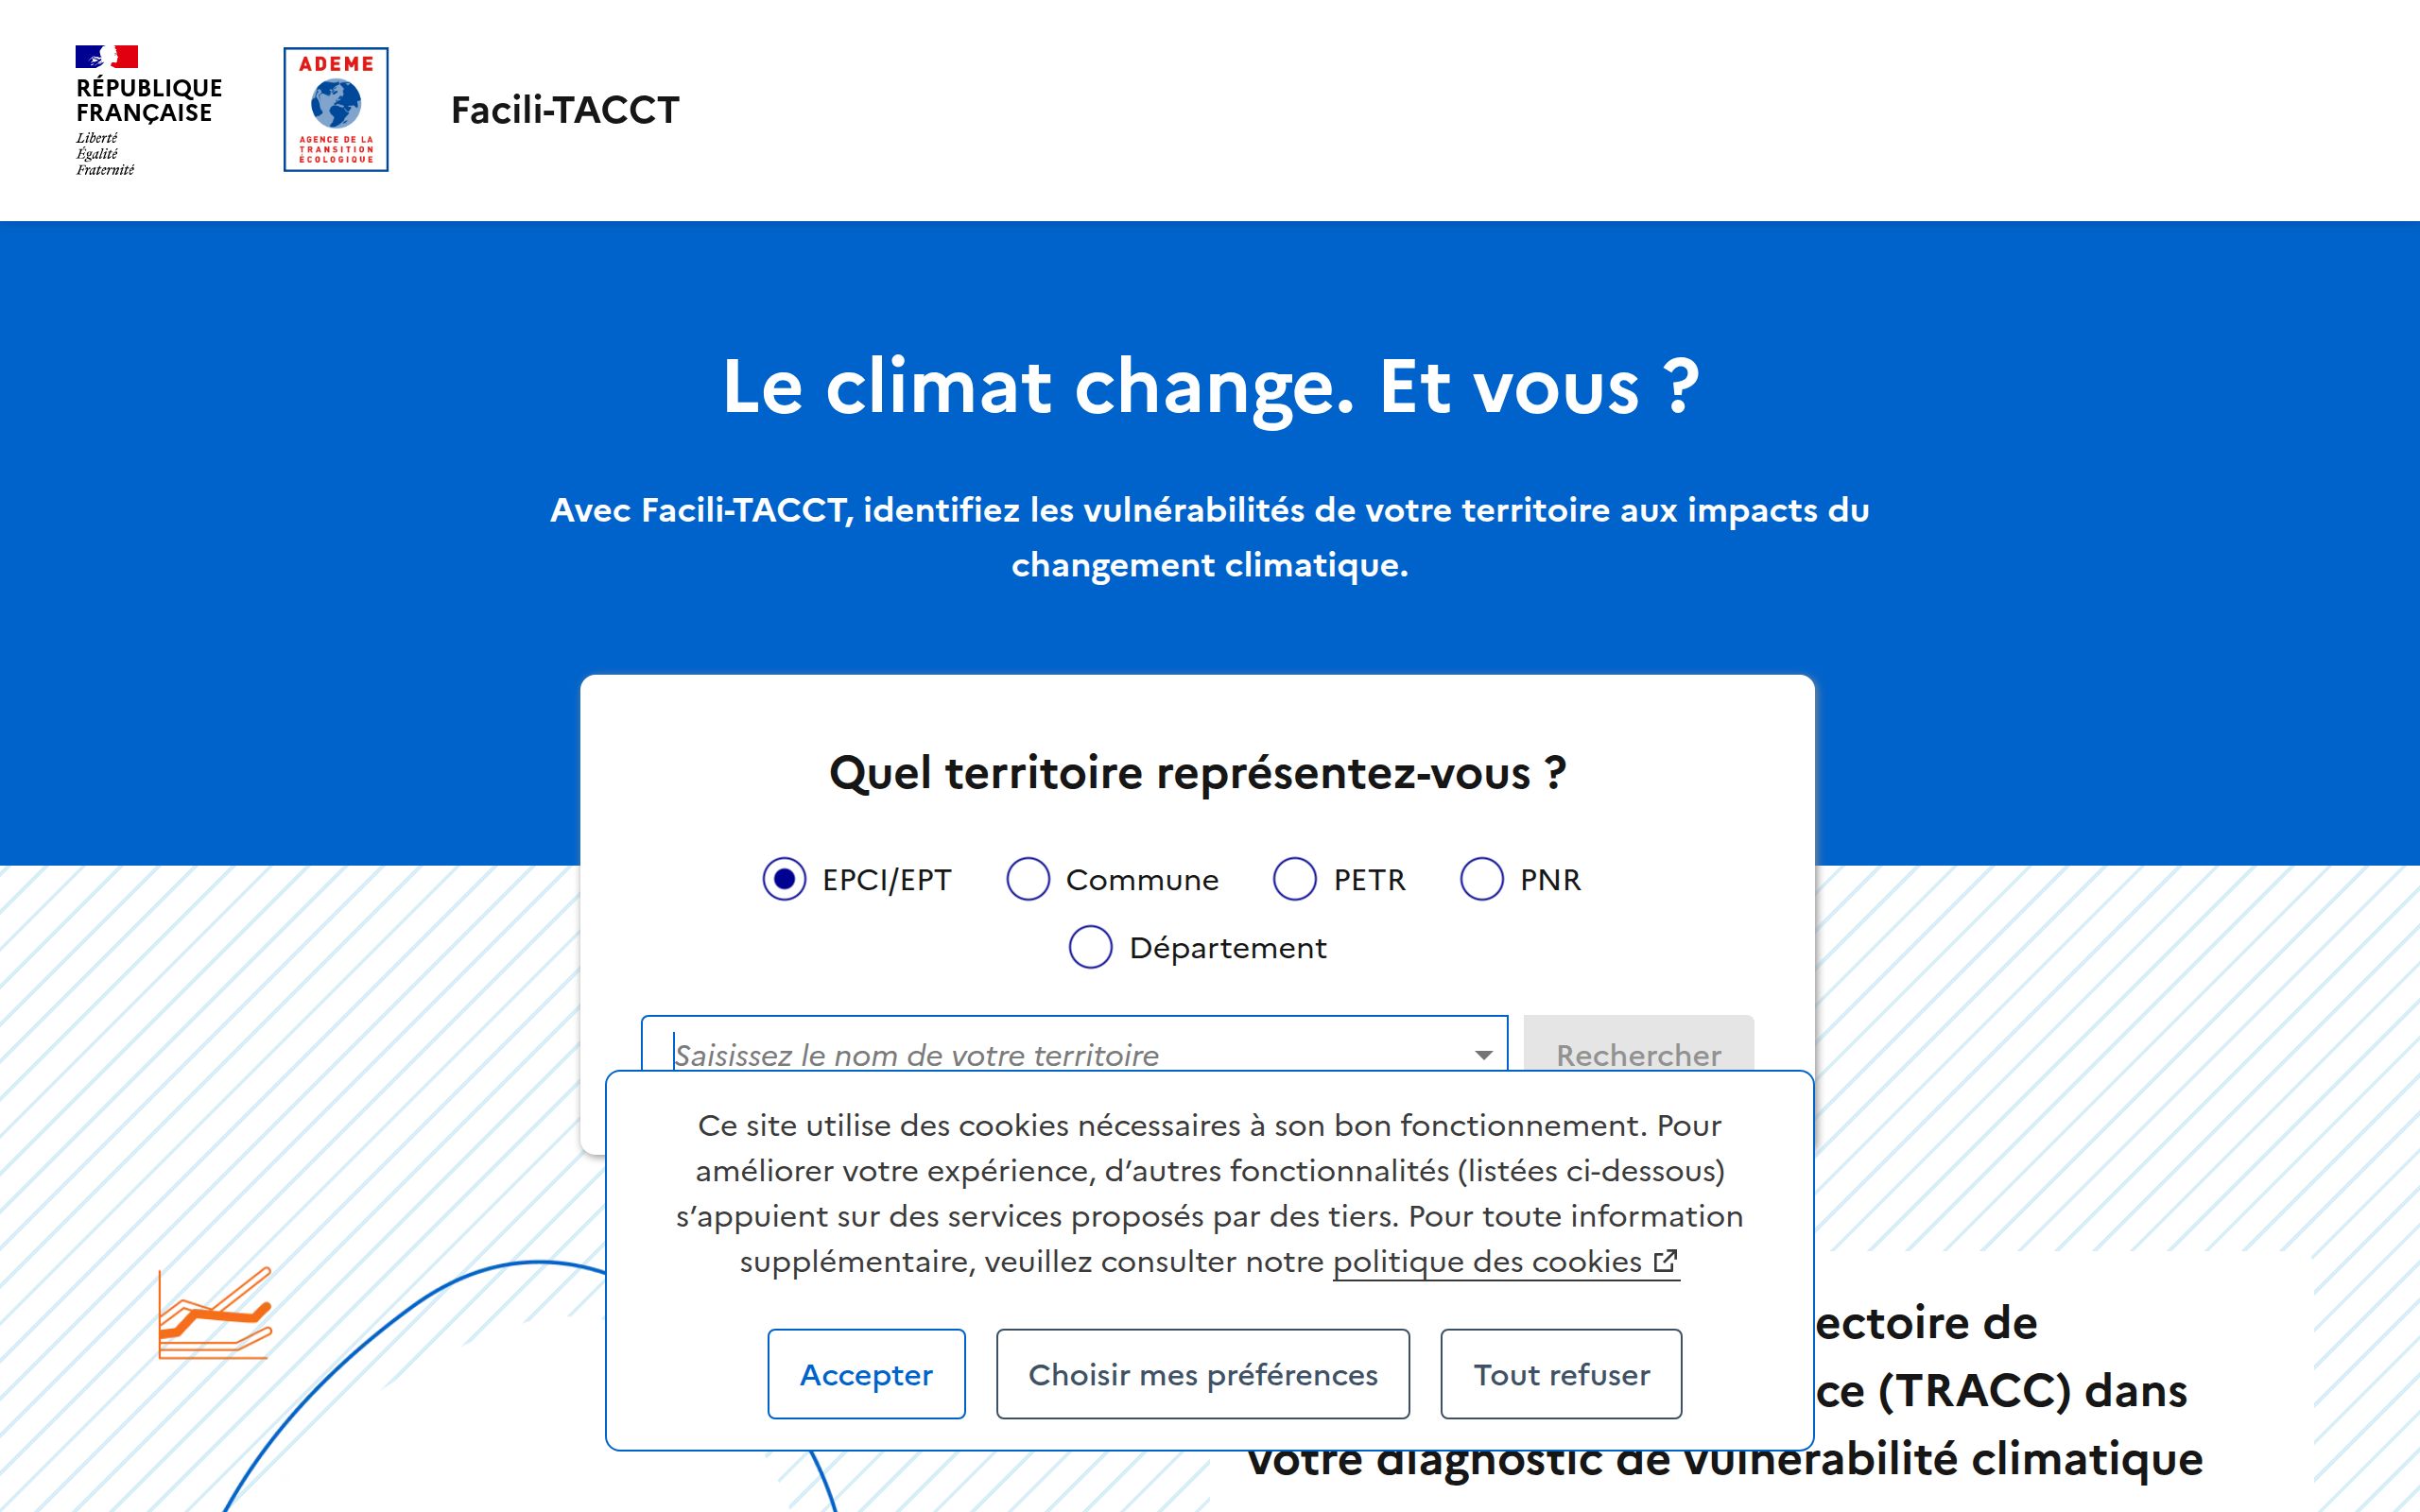 RÉPUBLIQUE
FRANÇAISE
Liberté
Égalité
Fraternité
ADEME
AGENCE DE LA
TRANSITION
ÉCOLOGIQUE
Facili-TACCT
Le climat change. Et vous ?
Avec Facili-TACCT, identifiez les vulnérabilités de votre territoire aux impacts du
changement climatique.
Quel territoire représentez-vous ?
EPCI/EPT
Commune
PETR
PNR
Département
Saisissez le nom de votre territoire
Rechercher
Ce site utilise des cookies nécessaires à son bon fonctionnement. Pour
améliorer votre expérience, d’autres fonctionnalités (listées ci-dessous)
s’appuient sur des services proposés par des tiers. Pour toute information
supplémentaire, veuillez consulter notre politique des cookies
Accepter
Choisir mes préférences
Tout refuser
ectoire de
ce (TRACC) dans
votre diagnostic de vulnérabilité climatique